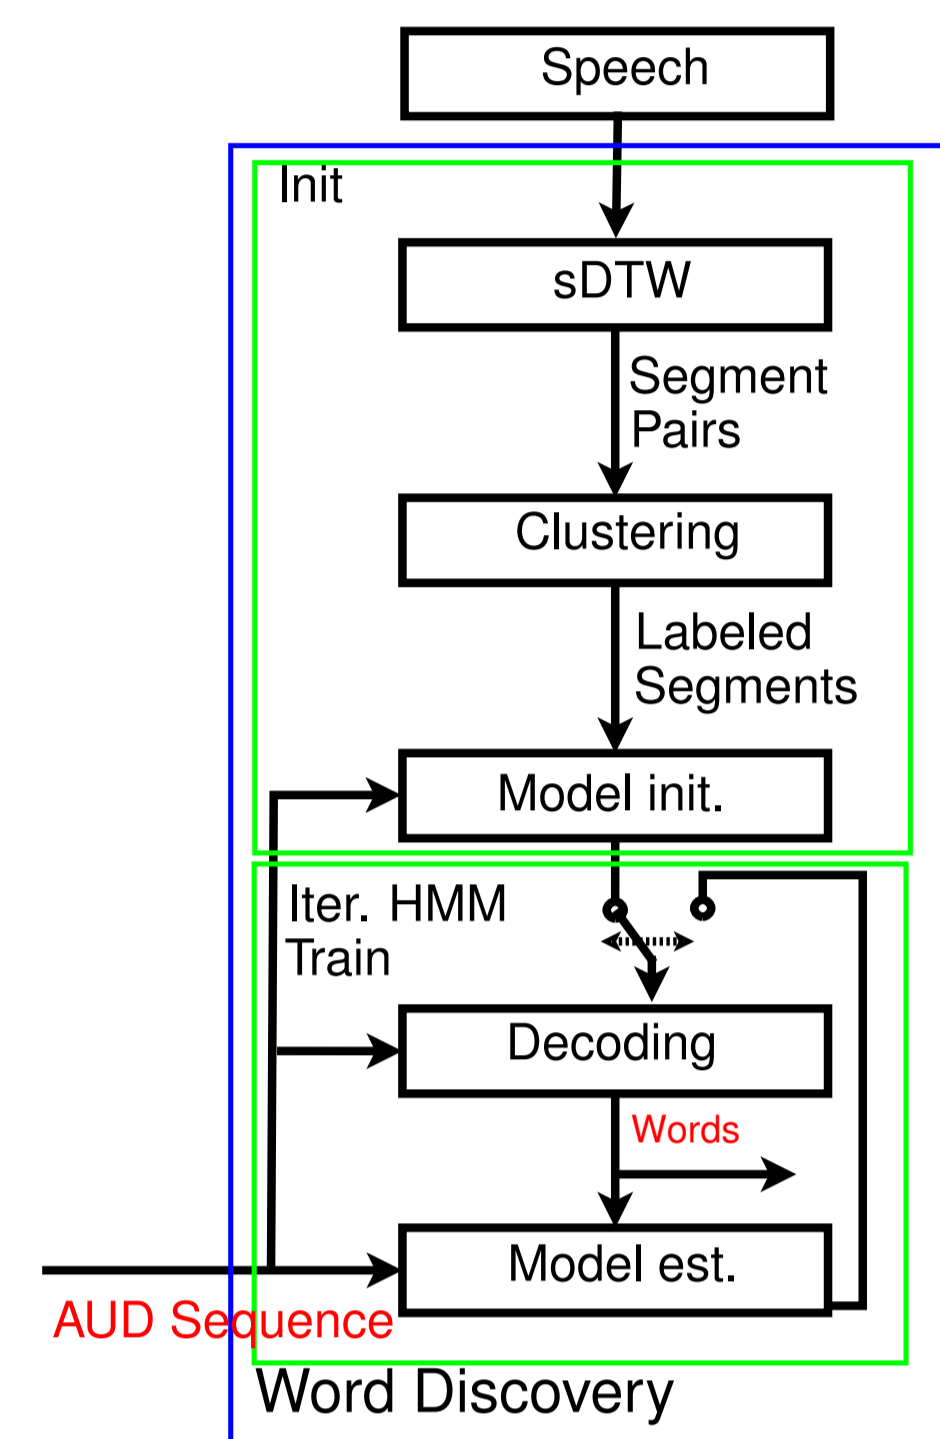 Speech
Init
sDTW
Segment
Pairs
Clustering
Labeled
Segments
Model init.
Iter. HMM
Train
Decoding
Words
Model est.
AUD Sequence
Word Discovery